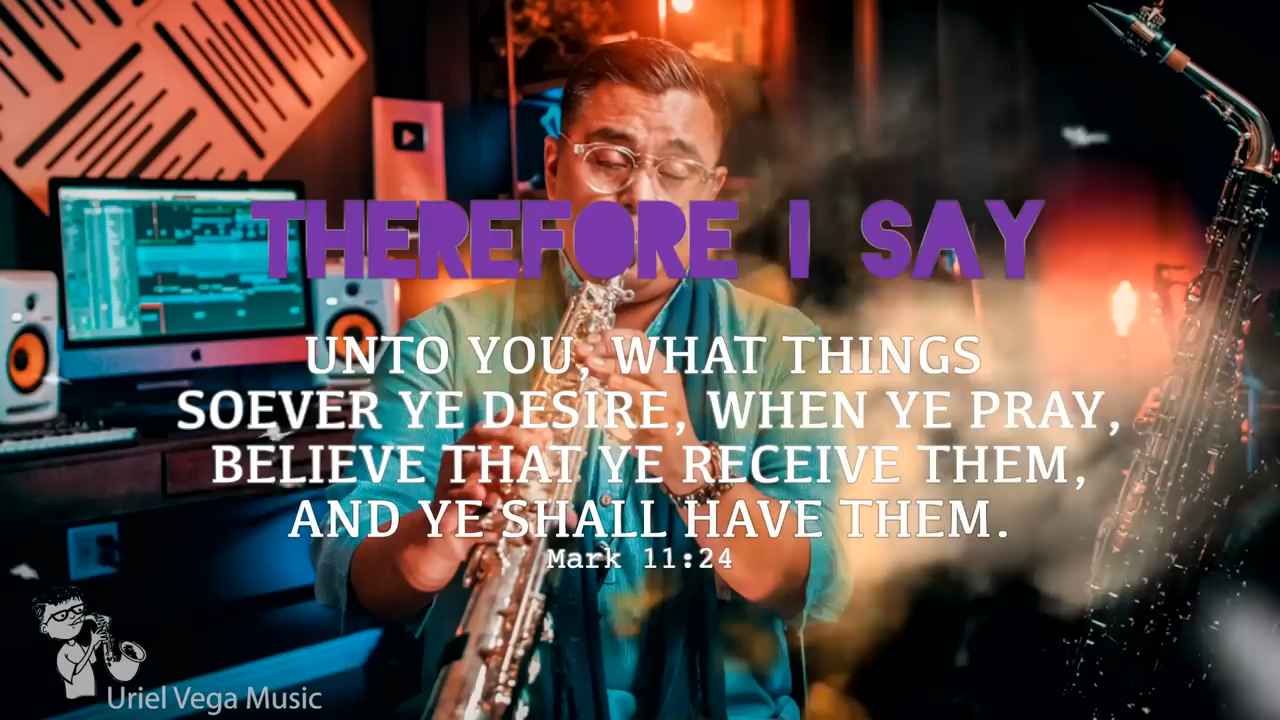 THEREFORE I SAY
UNTO YOU, WHAT THINGS
SOEVER YE DESIRE, WHEN YE PRAY,
BELIEVE THAT YE RECEIVE THEM,
AND YE SHALL HAVE THEM.
Mark 11:24
Uriel Vega Music